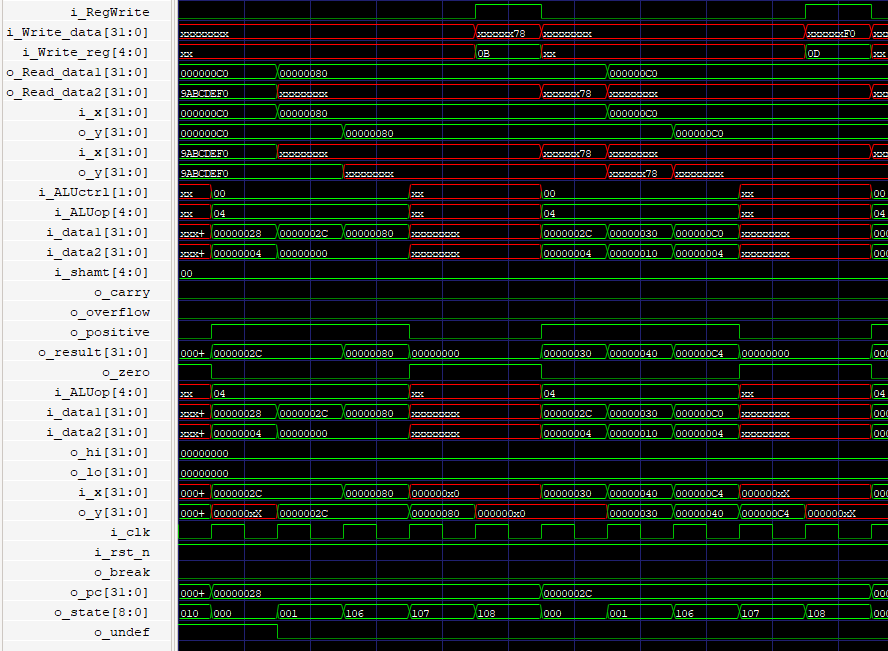 i_RegWrite
i_Write_data[31:0] xxxxxxxx xxxxxx78 xxxxxxxx xxxxxxF0 xxx
i_Write_reg[4:0] xx 0B xx 0D xx
o_Read_data1[31:0] 000000C0 00000080 000000C0
o_Read_data2[31:0] 9ABCDEF0 xxxxxxxx xxxxxx78 xxxxxxxx xxx
i_x[31:0] 000000C0 00000080 000000C0
o_y[31:0] 000000C0 00000080 000000C0
i_x[31:0] 9ABCDEF0 xxxxxxxx xxxxxx78 xxxxxxxx xxx
o_y[31:0] 9ABCDEF0 xxxxxxxx xxxxxx78 xxxxxxxx
i_ALUctrl[1:0] xx 00 xx 00 xx 00
i_ALUop[4:0] xx 04 xx 04 xx 04
i_data1[31:0] xxx+ 00000028 0000002C 00000080 xxxxxxxx 0000002C 00000030 000000C0 xxxxxxxx 000
i_data2[31:0] xxx+ 00000004 00000000 xxxxxxxx 00000004 00000010 00000004 xxxxxxxx 000
i_shamt[4:0] 00
o_carry
o_overflow
o_positive
o_result[31:0] 000+ 0000002C 00000080 00000000 00000030 00000040 000000C4 00000000 000
o_zero
i_ALUop[4:0] xx 04 xx 04 xx 04
i_data1[31:0] xxx+ 00000028 0000002C 00000080 xxxxxxxx 0000002C 00000030 000000C0 xxxxxxxx 000
i_data2[31:0] xxx+ 00000004 00000000 xxxxxxxx 00000004 00000010 00000004 xxxxxxxx 000
o_hi[31:0] 00000000
o_lo[31:0] 00000000
i_x[31:0] 000+ 0000002C 00000080 000000x0 00000030 00000040 000000C4 000000xX 000
o_y[31:0] 000+ 000000xX 0000002C 00000080 000000x0 00000030 00000040 000000C4 000000xX
i_clk
i_rst_n
o_break
o_pc[31:0] 000+ 00000028 0000002C 000
o_state[8:0] 010 000 001 106 107 108 000 001 106 107 108 000
o_undef